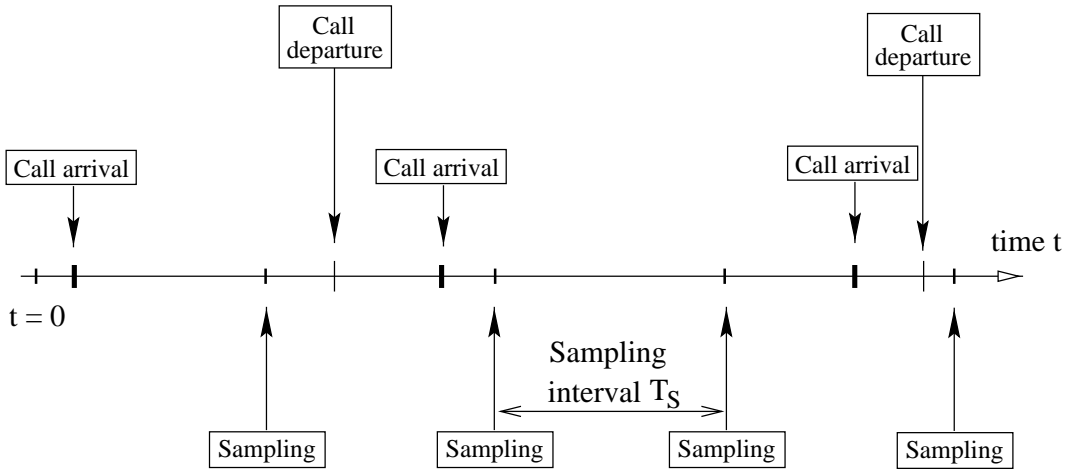 Call
departure
Call
departure
Call arrival
Call arrival
Call arrival
time t
t = 0
Sampling
interval T_S
Sampling
Sampling
Sampling
Sampling